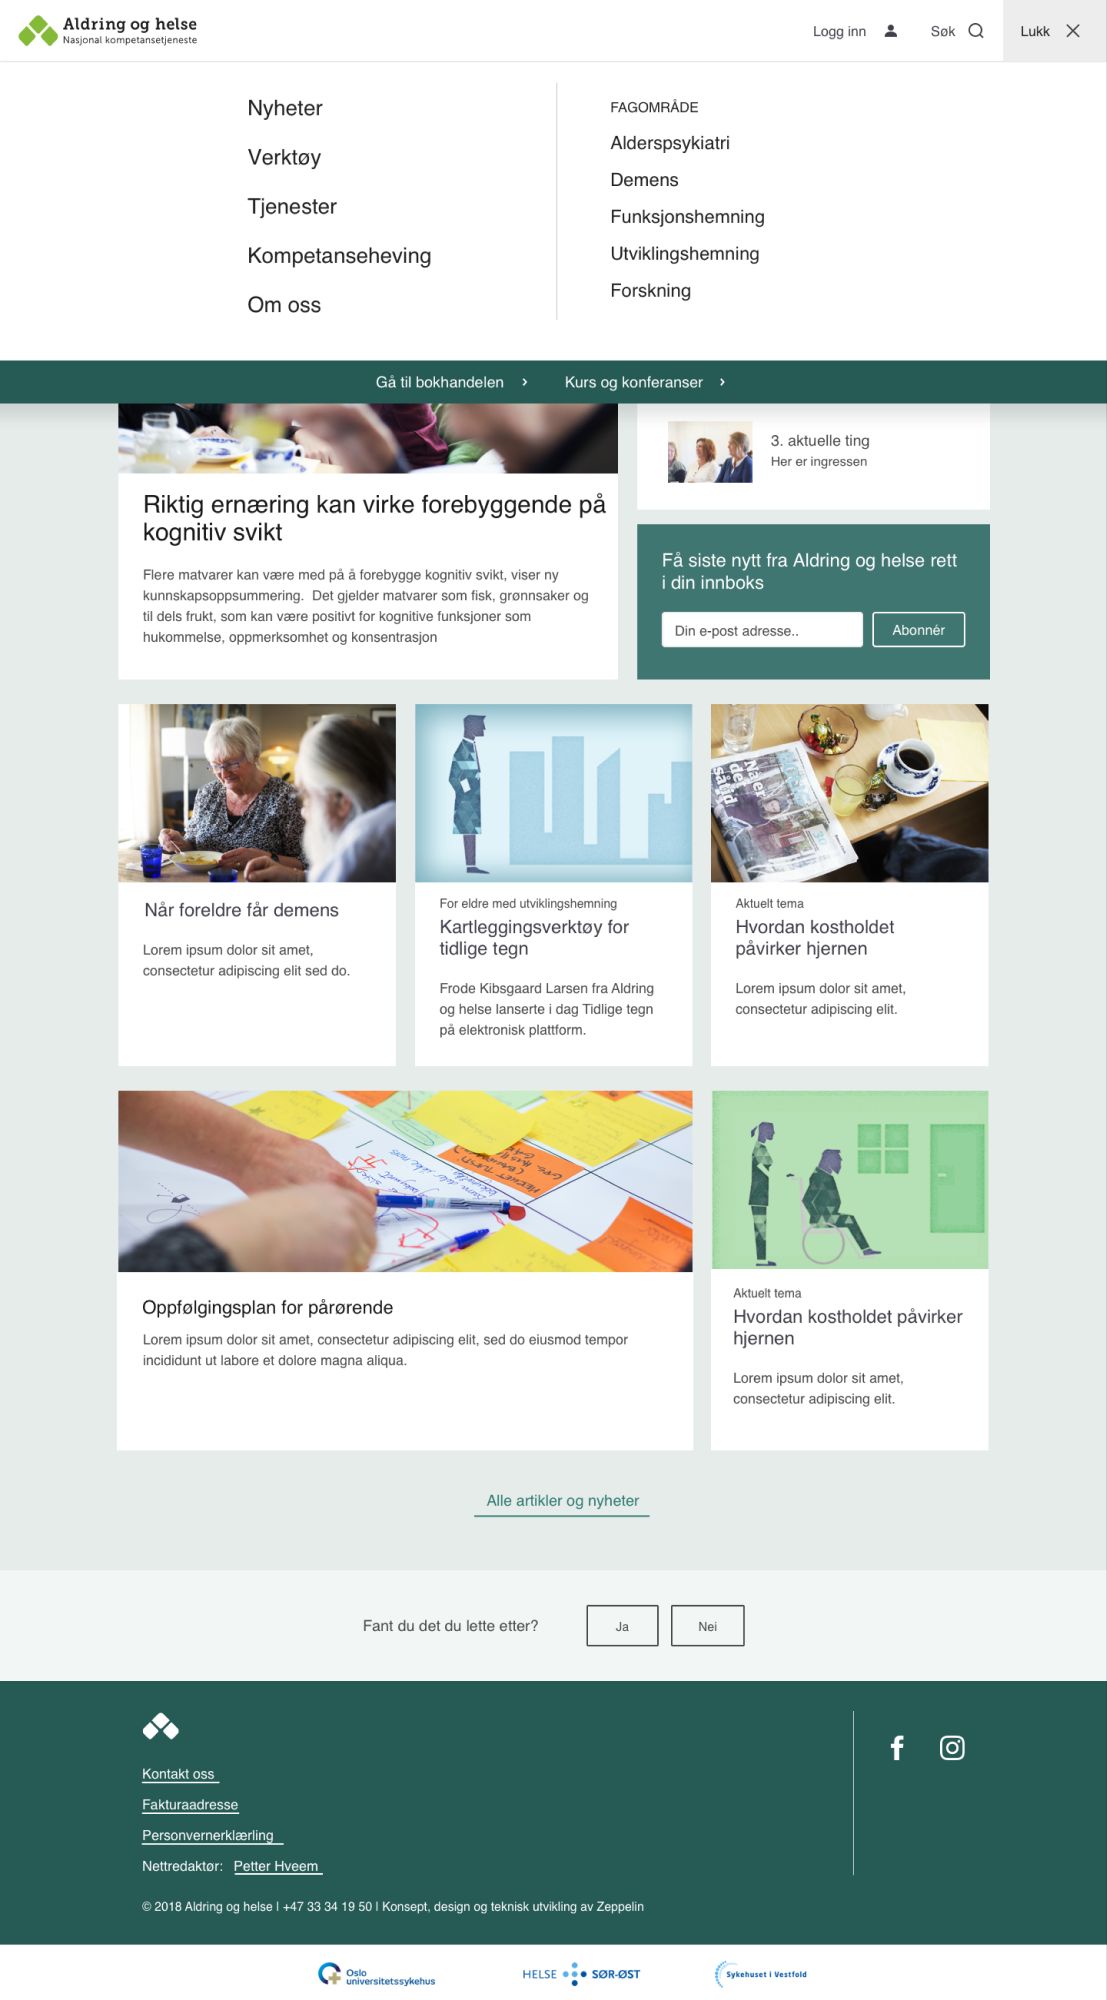 Aldring og helse
Nasjonal kompetansetjeneste
Logg inn
Søk
Lukk
Nyheter
Verktøy
Tjenester
Kompetanseheving
Om oss
FAGOMRÅDE
Alderspsykiatri
Demens
Funksjonshemning
Utviklingshemning
Forskning
Gå til bokhandelen
Kurs og konferanser
3. aktuelle ting
Her er ingressen
Riktig ernæring kan virke forebyggende på
kognitiv svikt
Flere matvarer kan være med på å forebygge kognitiv svikt, viser ny
kunnskapsoppsummering. Det gjelder matvarer som fisk, grønnsaker og
til dels frukt, som kan være positivt for kognitive funksjoner som
hukommelse, oppmerksomhet og konsentrasjon
Få siste nytt fra Aldring og helse rett
i din innboks
Din e-post adresse..
Abonnér
Når foreldre får demens
Lorem ipsum dolor sit amet,
consectetur adipiscing elit sed do.
For eldre med utviklingshemning
Kartleggingsverktøy for
tidlige tegn
Frode Kibsgaard Larsen fra Aldring
og helse lanserte i dag Tidlige tegn
på elektronisk plattform.
Aktuelt tema
Hvordan kostholdet
påvirker hjernen
Lorem ipsum dolor sit amet,
consectetur adipiscing elit.
Oppfølgingsplan for pårørende
Lorem ipsum dolor sit amet, consectetur adipiscing elit, sed do eiusmod tempor
incididunt ut labore et dolore magna aliqua.
Aktuelt tema
Hvordan kostholdet påvirker
hjernen
Lorem ipsum dolor sit amet,
consectetur adipiscing elit.
Alle artikler og nyheter
Fant du det du lette etter?
Ja
Nei
Kontakt oss
Fakturaadresse
Personvernerklærling
Nettredaktør: Petter Hveem
© 2018 Aldring og helse I +47 33 34 19 50 I Konsept, design og teknisk utvikling av Zeppelin
Oslo
universitetssykehus
HELSE SØR-ØST
Sykehuset i Vestfold